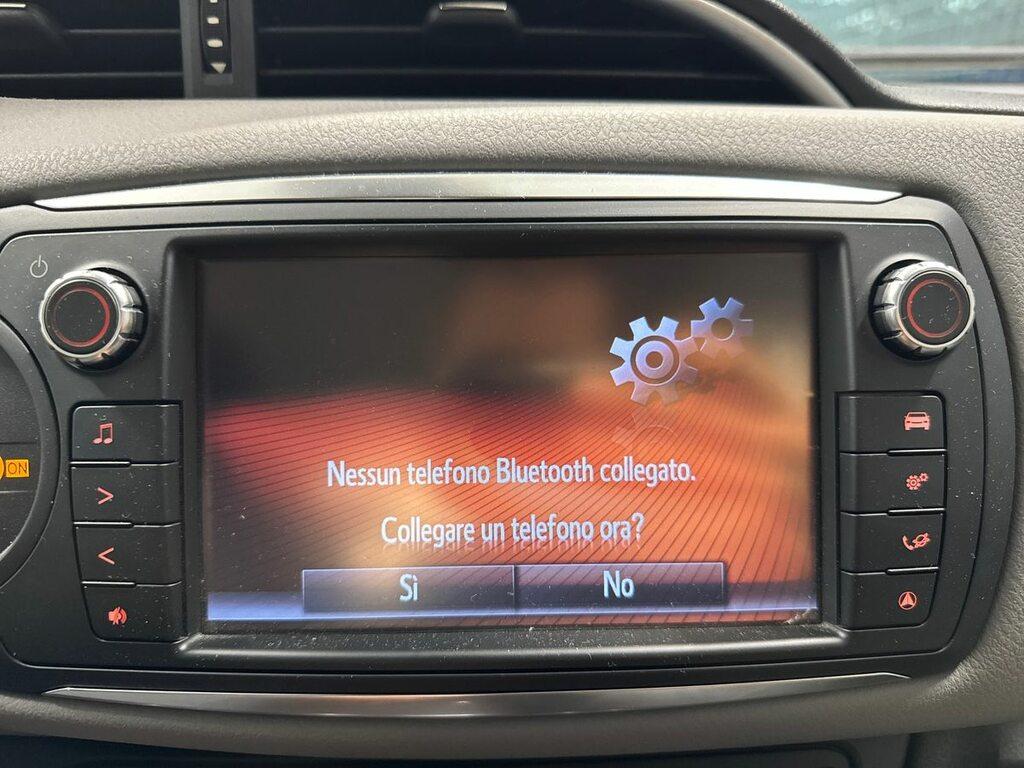 Nessun telefono Bluetooth collegato.
Collegare un telefono ora?
Sì
No
ON